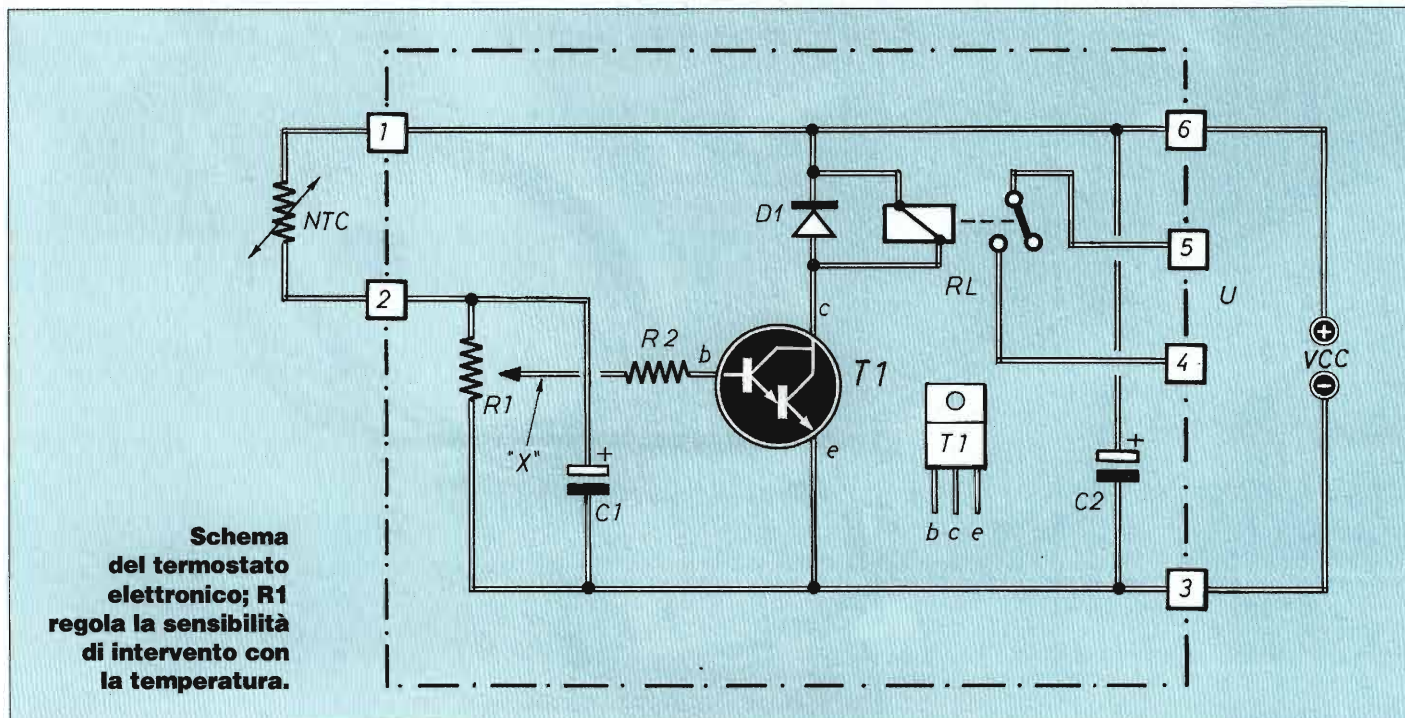 1
6
NTC
D1
5
2
RL
U
c
R2
b
T1
4
+
VCC
-
R1
"X"
e
T1
+
C1
+
C2
b c e
3
Schema
del termostato
elettronico; R1
regola la sensibilità
di intervento con
la temperatura.